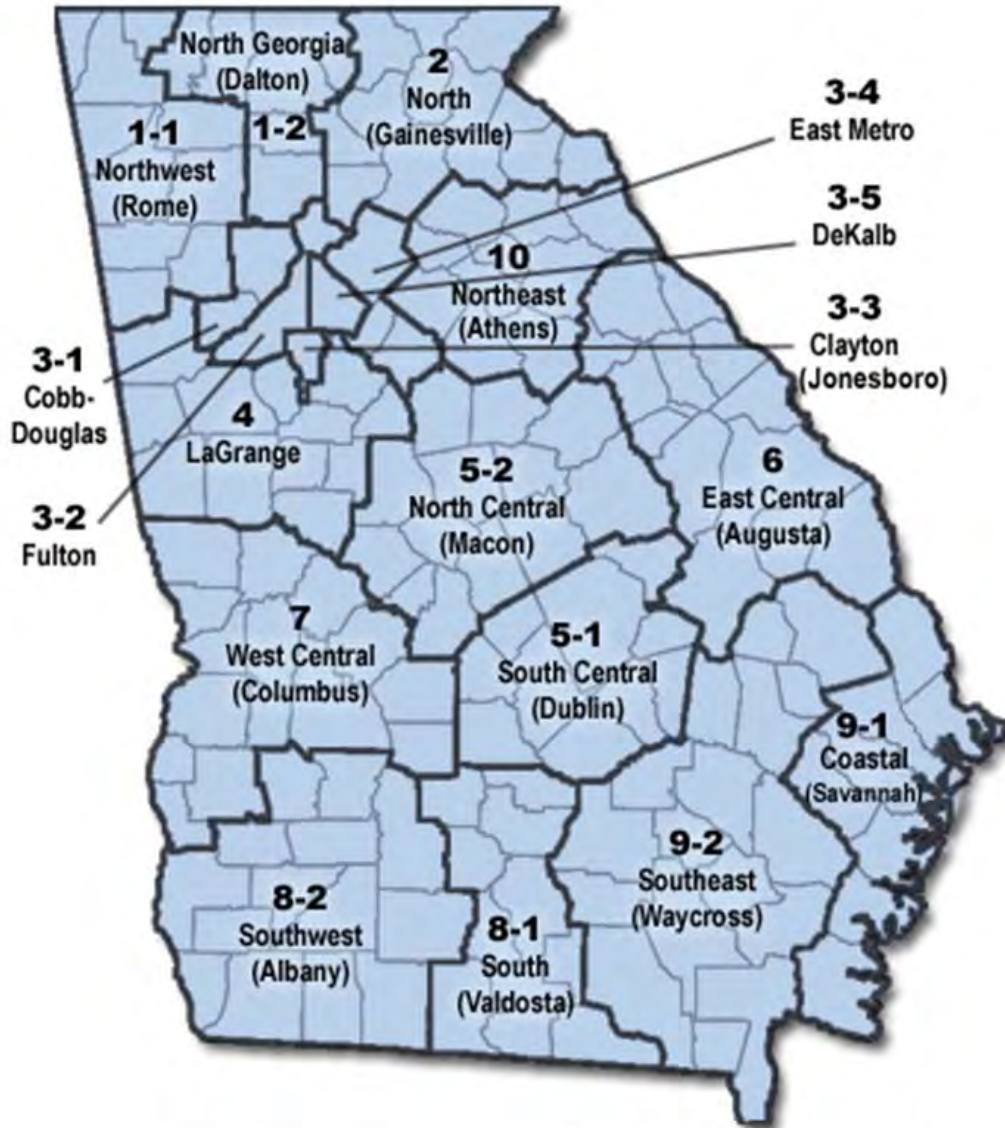 North Georgia
(Dalton)
2
North
(Gainesville)
1-1
Northwest
(Rome)
1-2
3-4
East Metro
3-5
DeKalb
10
Northeast
(Athens)
3-3
Clayton
(Jonesboro)
3-1
Cobb-
Douglas
4
LaGrange
3-2
Fulton
5-2
North Central
(Macon)
6
East Central
(Augusta)
7
West Central
(Columbus)
5-1
South Central
(Dublin)
9-1
Coastal
(Savannah)
9-2
Southeast
(Waycross)
8-2
Southwest
(Albany)
8-1
South
(Valdosta)